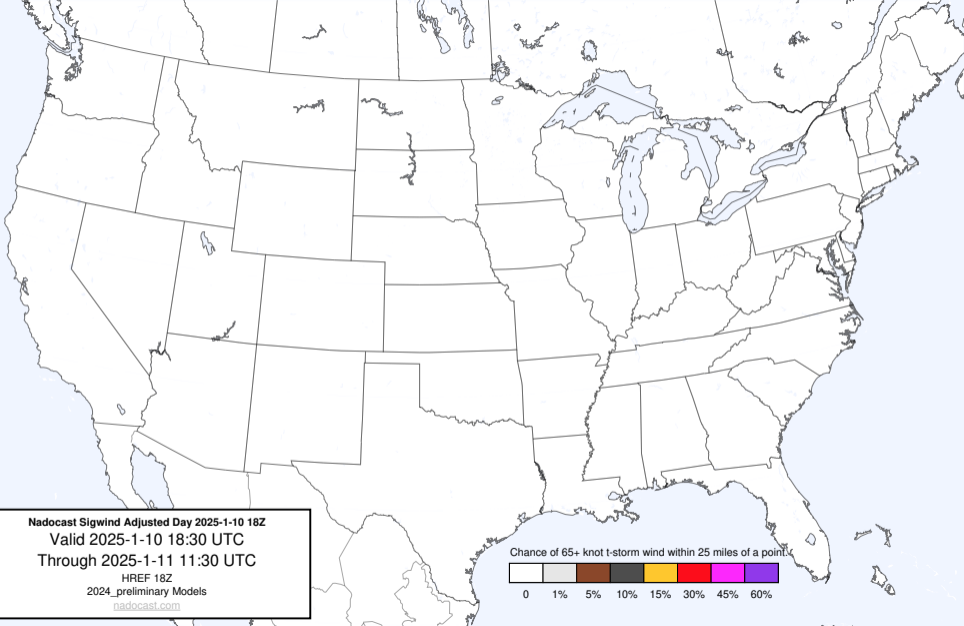 Nadocast Sigwind Adjusted Day 2025-1-10 18Z
Valid 2025-1-10 18:30 UTC
Through 2025-1-11 11:30 UTC
HREF 18Z
2024_preliminary Models
nadocast.com
Chance of 65+ knot t-storm wind within 25 miles of a point.
0 1% 5% 10% 15% 30% 45% 60%